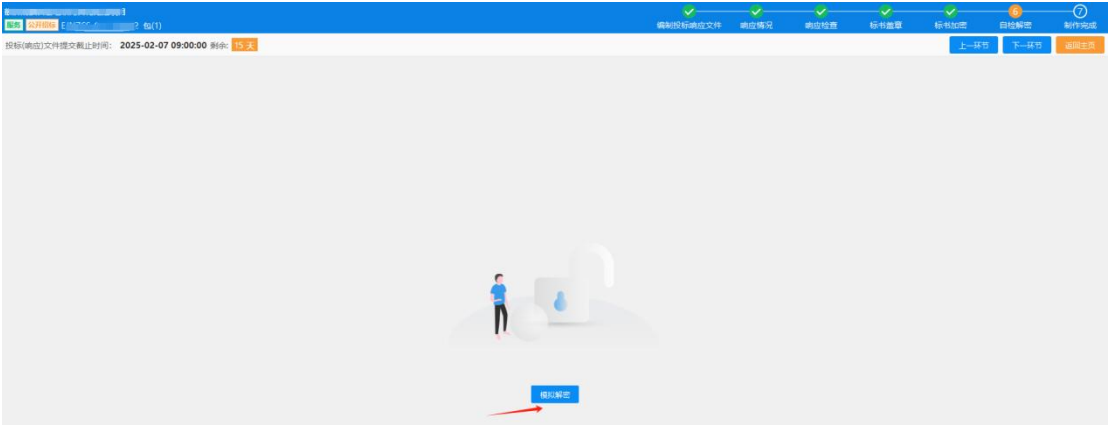 服务 公开招标 包(1)
编制投标响应文件 响应情况 响应检查 标书盖章 标书加密 6 自检解密 7 制作完成
投标(响应)文件提交截止时间: 2025-02-07 09:00:00 剩余: 15 天
上一环节 下一环节 返回主页
模拟解密